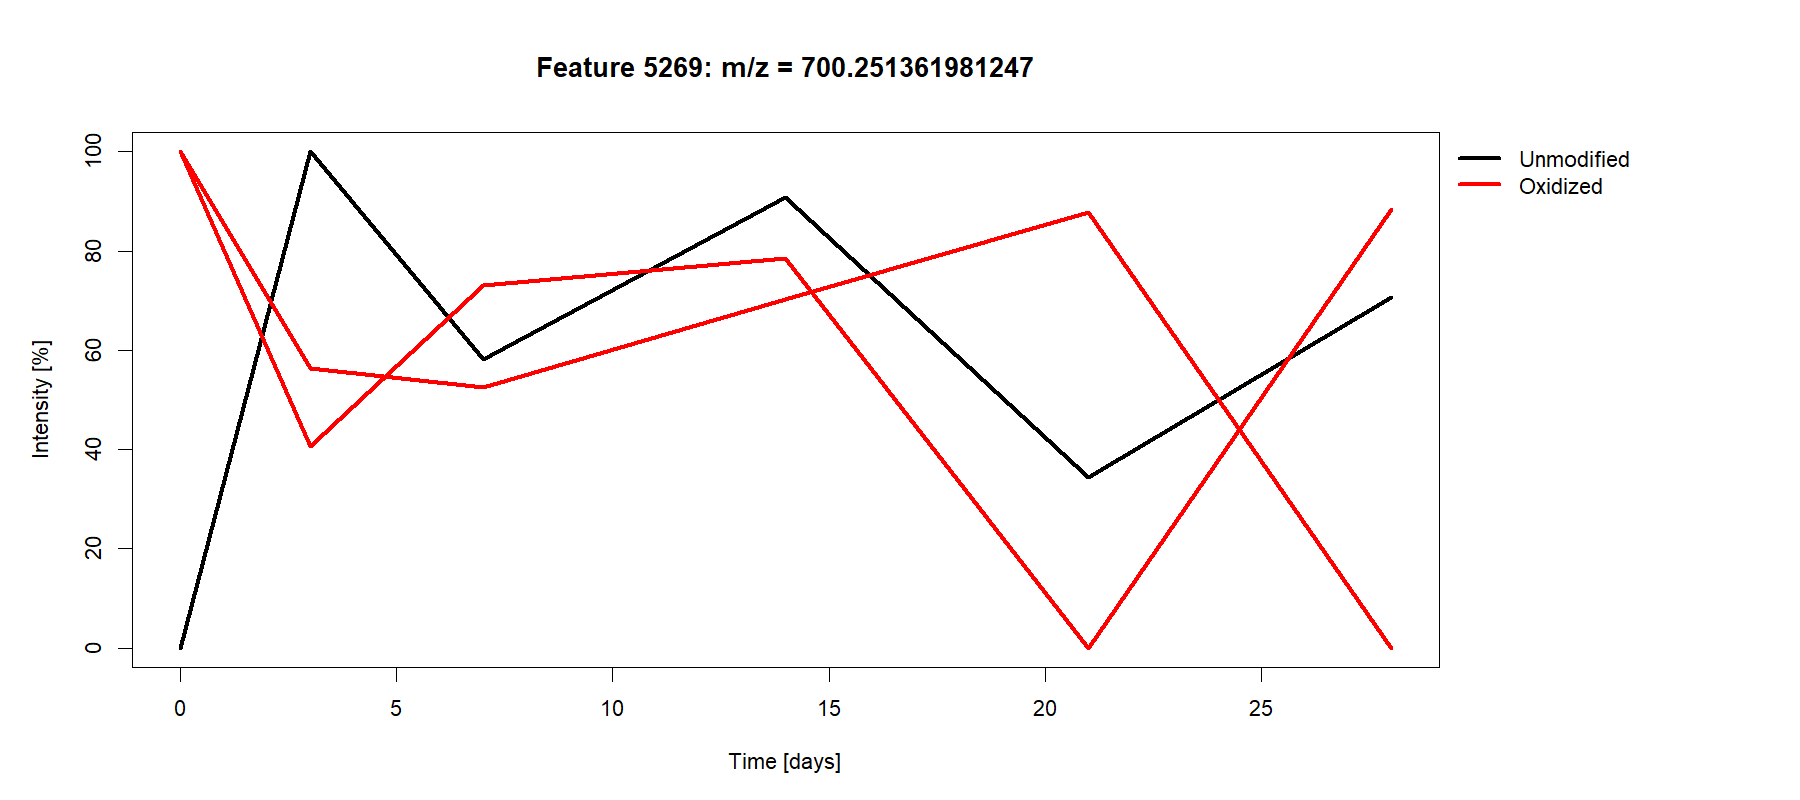 Feature 5269: m/z = 700.251361981247
Unmodified
Oxidized
Intensity [%]
100
80
60
40
20
0
0 5 10 15 20 25
Time [days]